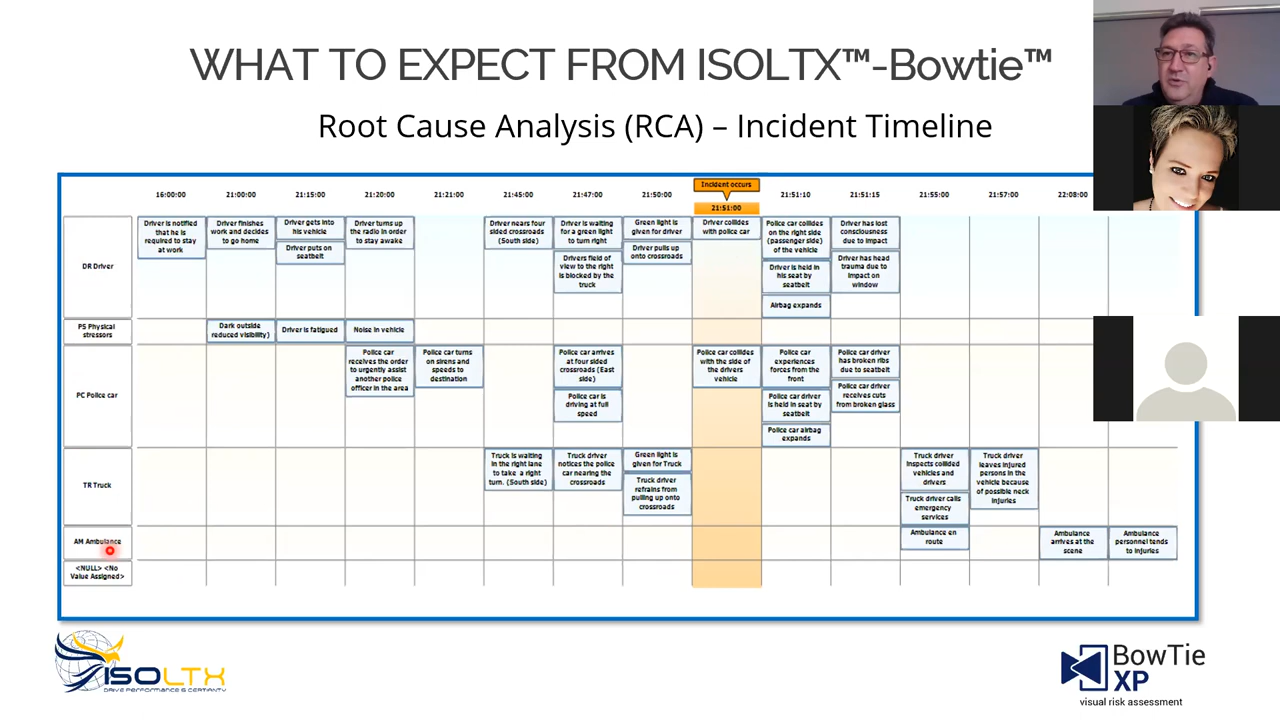 WHAT TO EXPECT FROM ISOLTX™-Bowtie™
Root Cause Analysis (RCA) – Incident Timeline
Incident occurs
16:00:00 21:00:00 21:15:00 21:20:00 21:21:00 21:45:00 21:47:00 21:50:00 21:51:00 21:51:10 21:51:15 21:55:00 21:57:00 22:08:00
DR Driver
Driver is notified
that he is
required to stay
at work
Driver finishes
work and decides
to go home
Driver gets into
his vehicle
Driver puts on
seatbelt
Driver turns up
the radio in order
to stay awake
Driver nears four
sided crossroads
(South side)
Driver is waiting
for a green light
to turn right
Drivers field of
view to the right
is blocked by the
truck
Green light is
given for driver
Driver pulls up
onto crossroads
Driver collides
with police car
Police car collides
on the right side
(passenger side)
of the vehicle
Driver is held in
his seat by
seatbelt
Airbag expands
Driver has lost
consciousness
due to impact
Driver has head
trauma due to
impact on
window
PS Physical
stressors
Dark outside
reduced visibility)
Driver is fatigued
Noise in vehicle
PC Police car
Police car
receives the order
to urgently assist
another police
officer in the area
Police car turns
on sirens and
speeds to
destination
Police car arrives
at four sided
crossroads (East
side)
Police car is
driving at full
speed
Police car collides
with the side of
the drivers
vehicle
Police car
experiences
forces from the
front
Police car driver
is held in seat by
seatbelt
Police car airbag
expands
Police car driver
has broken ribs
due to seatbelt
Police car driver
receives cuts
from broken glass
TR Truck
Truck is waiting
in the right lane
to take a right
turn. (South side)
Truck driver
notices the police
car nearing the
crossroads
Green light is
given for Truck
Truck driver
refrains from
pulling up onto
crossroads
Truck driver
inspects collided
vehicles and
drivers
Truck driver calls
emergency
services
Truck driver
leaves injured
persons in the
vehicle because
of possible neck
injuries
AM Ambulance
Ambulance en
route
Ambulance
arrives at the
scene
Ambulance
personnel tends
to injuries
<NULL> <No
Value Assigned>
ISOLTX
DRIVE PERFORMANCE & CERTAINTY
BowTie
XP
visual risk assessment